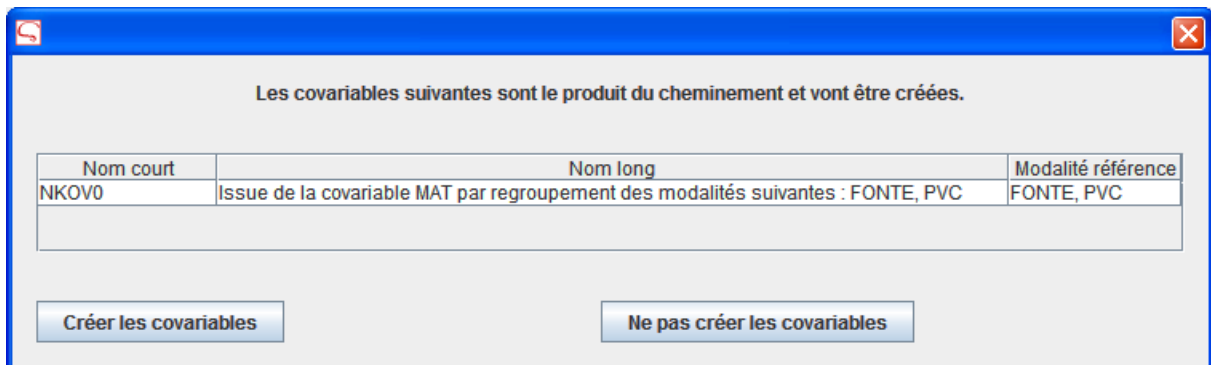 Les covariables suivantes sont le produit du cheminement et vont être créées.
Nom court Nom long Modalité référence
NKOV0 Issue de la covariable MAT par regroupement des modalités suivantes : FONTE, PVC FONTE, PVC
Créer les covariables Ne pas créer les covariables